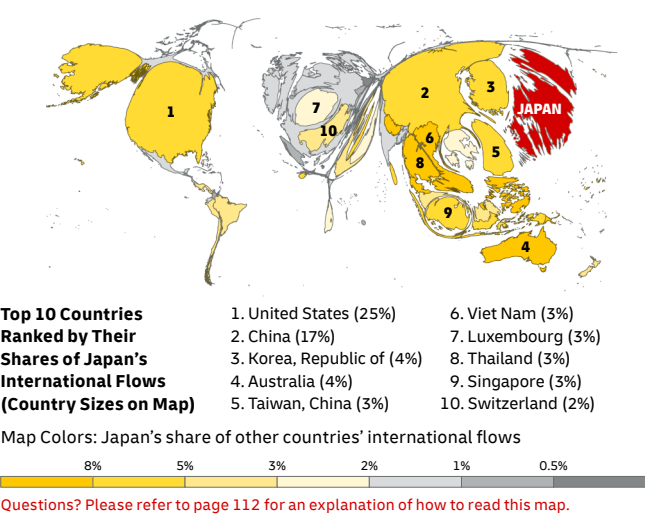 1
2
3
JAPAN
7
10
6
5
8
9
4
Top 10 Countries
Ranked by Their
Shares of Japan's
International Flows
(Country Sizes on Map)
1. United States (25%)
2. China (17%)
3. Korea, Republic of (4%)
4. Australia (4%)
5. Taiwan, China (3%)
6. Viet Nam (3%)
7. Luxembourg (3%)
8. Thailand (3%)
9. Singapore (3%)
10. Switzerland (2%)
Map Colors: Japan's share of other countries' international flows
8% 5% 3% 2% 1% 0.5%
Questions? Please refer to page 112 for an explanation of how to read this map.